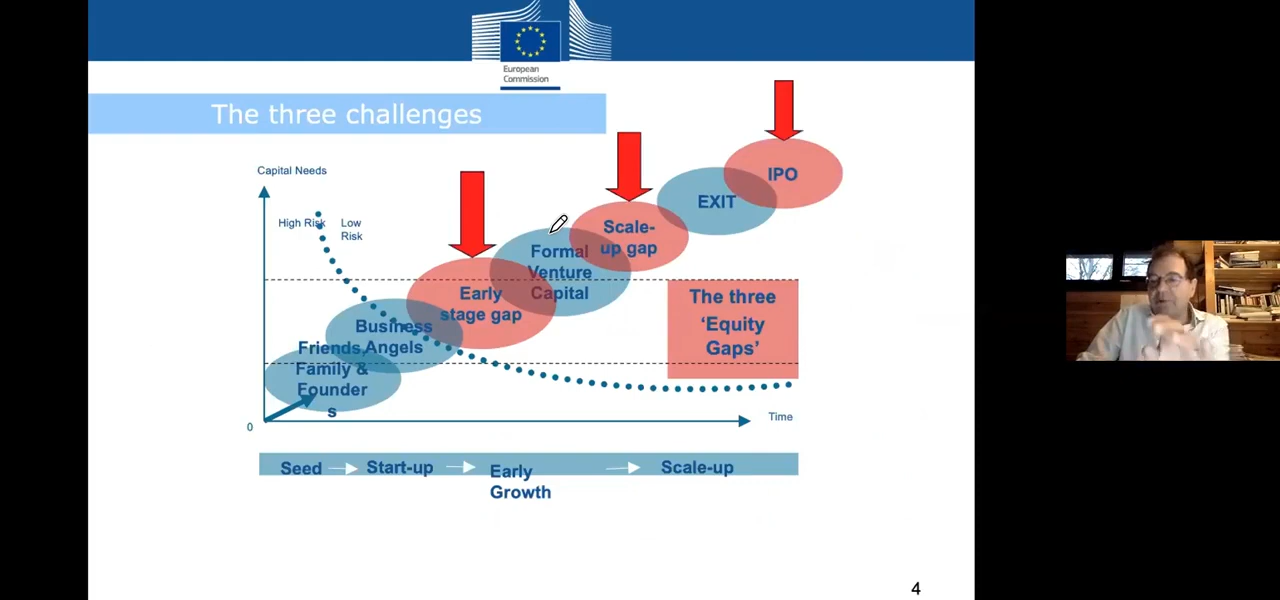 European
Commission
The three challenges
Capital Needs
High Risk
Low
Risk
IPO
EXIT
Scale-
up gap
Formal
Venture
Capital
Early
stage gap
Business
Angels
Friends,
Family &
Founder
s
The three
‘Equity
Gaps’
0
Time
Seed
Start-up
Early
Growth
Scale-up
4